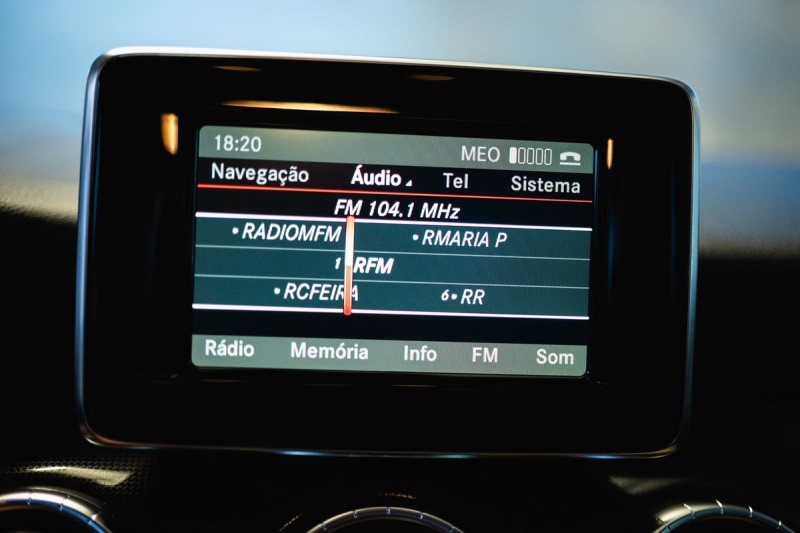 18:20 MEO
Navegação Áudio Tel Sistema
FM 104.1 MHz
•RADIOMFM •RMARIA P
1 RFM
•RCFEIRA 6•RR
Rádio Memória Info FM Som